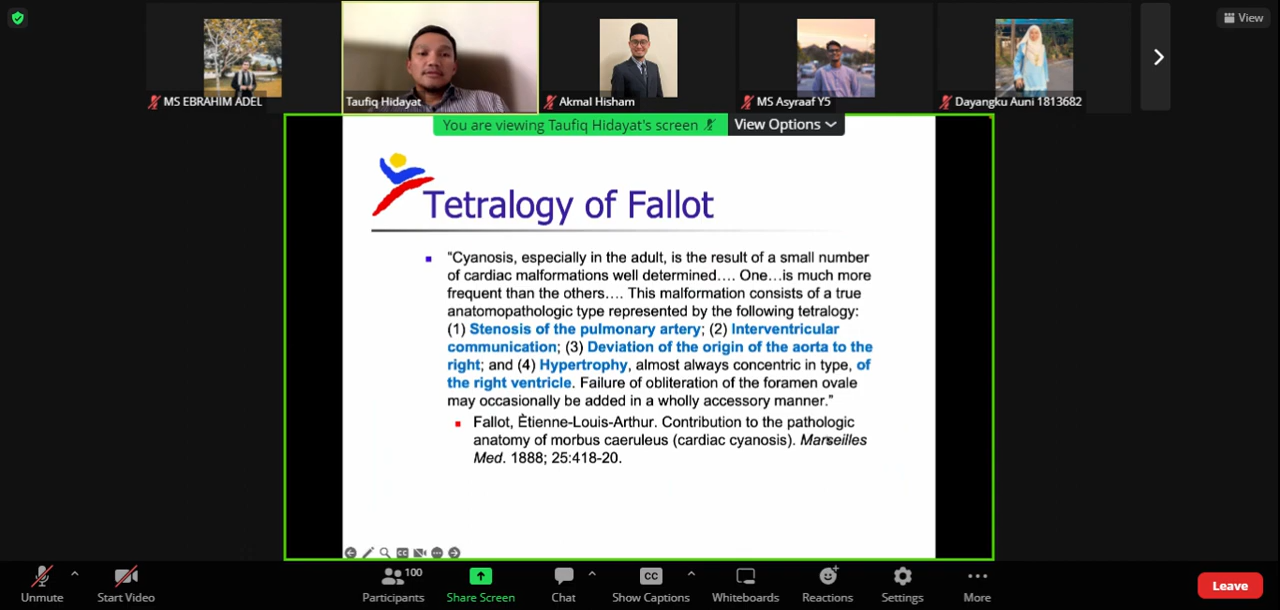 View
MS EBRAHIM ADEL
Taufiq Hidayat
Akmal Hisham
MS Asyraaf Y5
Dayangku Auni 1813682
You are viewing Taufiq Hidayat's screen
View Options
Tetralogy of Fallot
"Cyanosis, especially in the adult, is the result of a small number
of cardiac malformations well determined…. One…is much more
frequent than the others…. This malformation consists of a true
anatomopathologic type represented by the following tetralogy:
(1) Stenosis of the pulmonary artery; (2) Interventricular
communication; (3) Deviation of the origin of the aorta to the
right; and (4) Hypertrophy, almost always concentric in type, of
the right ventricle. Failure of obliteration of the foramen ovale
may occasionally be added in a wholly accessory manner."
Fallot, Ètienne-Louis-Arthur. Contribution to the pathologic
anatomy of morbus caeruleus (cardiac cyanosis). Marseilles
Med. 1888; 25:418-20.
CC
100
CC
Unmute
Start Video
Participants
Share Screen
Chat
Show Captions
Whiteboards
Reactions
Settings
More
Leave